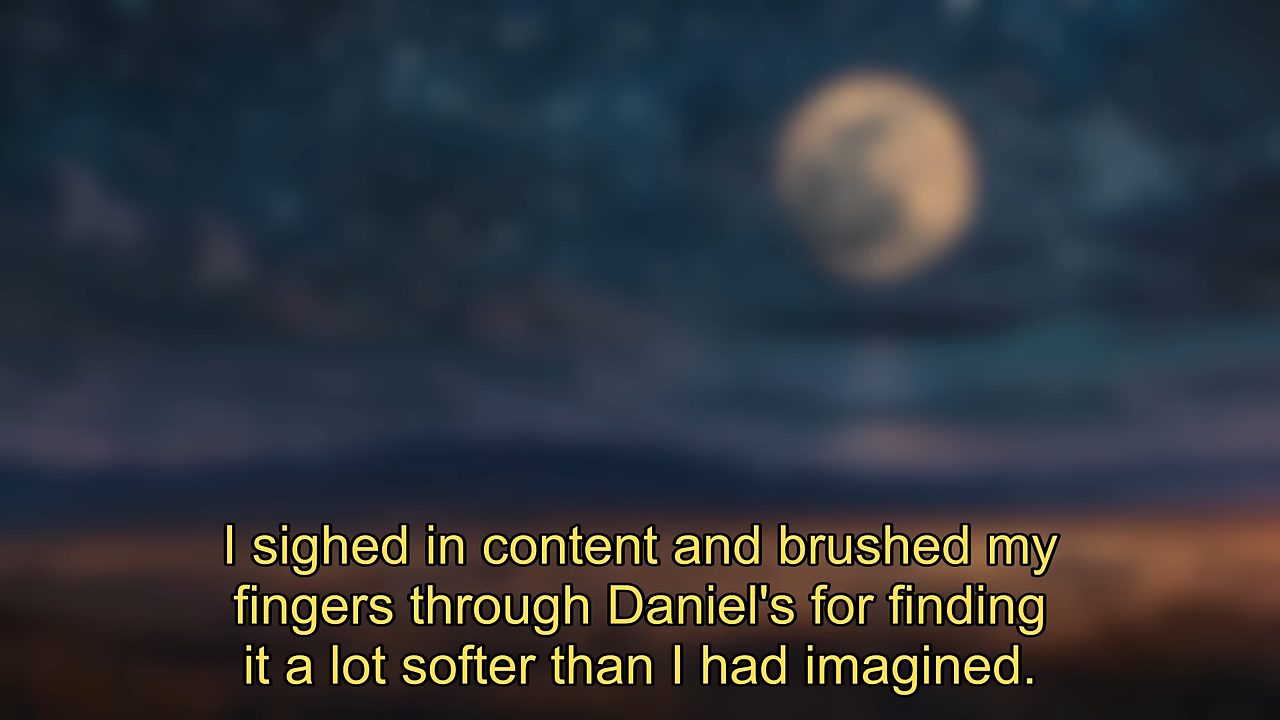 I sighed in content and brushed my
fingers through Daniel's for finding
it a lot softer than I had imagined.